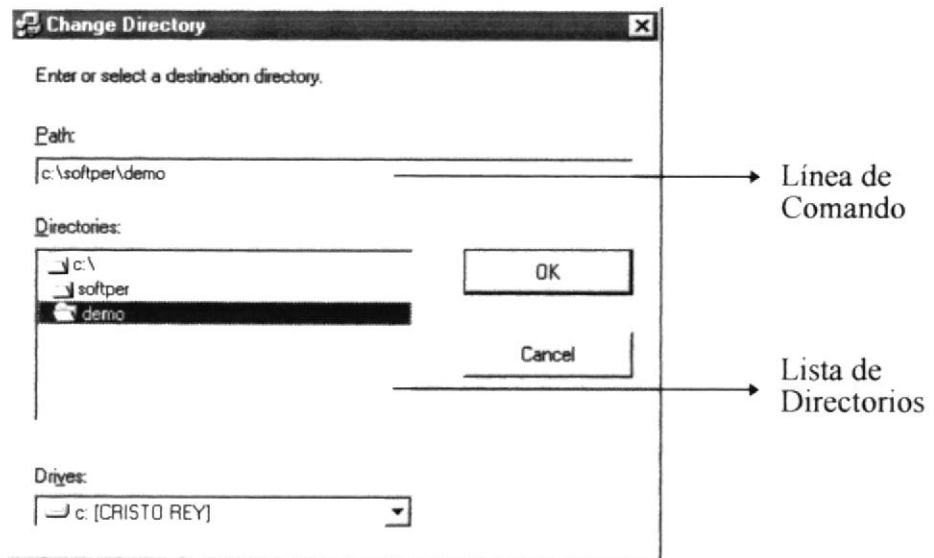 Change Directory
Enter or select a destination directory.
Path:
c:\softper\demo
Línea de
Comando
Directories:
c:\
softper
demo
OK
Cancel
Lista de
Directorios
Drives:
c: [CRISTO REY]